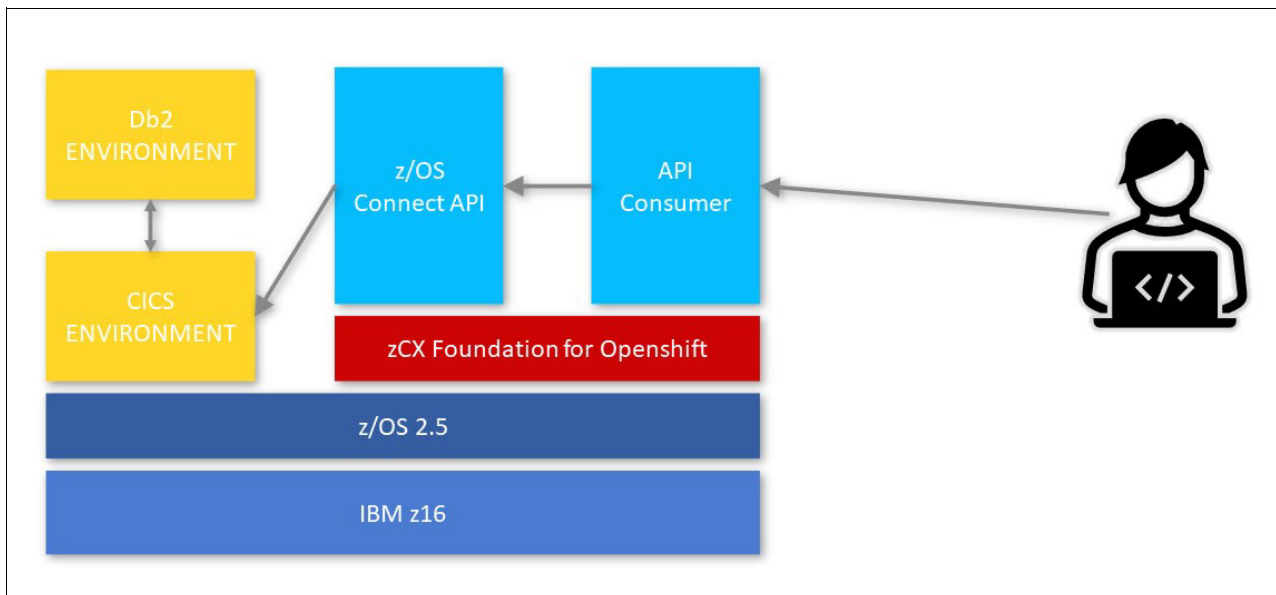 Db2
ENVIRONMENT
z/OS
Connect API
API
Consumer
CICS
ENVIRONMENT
</>
zCX Foundation for Openshift
z/OS 2.5
IBM z16